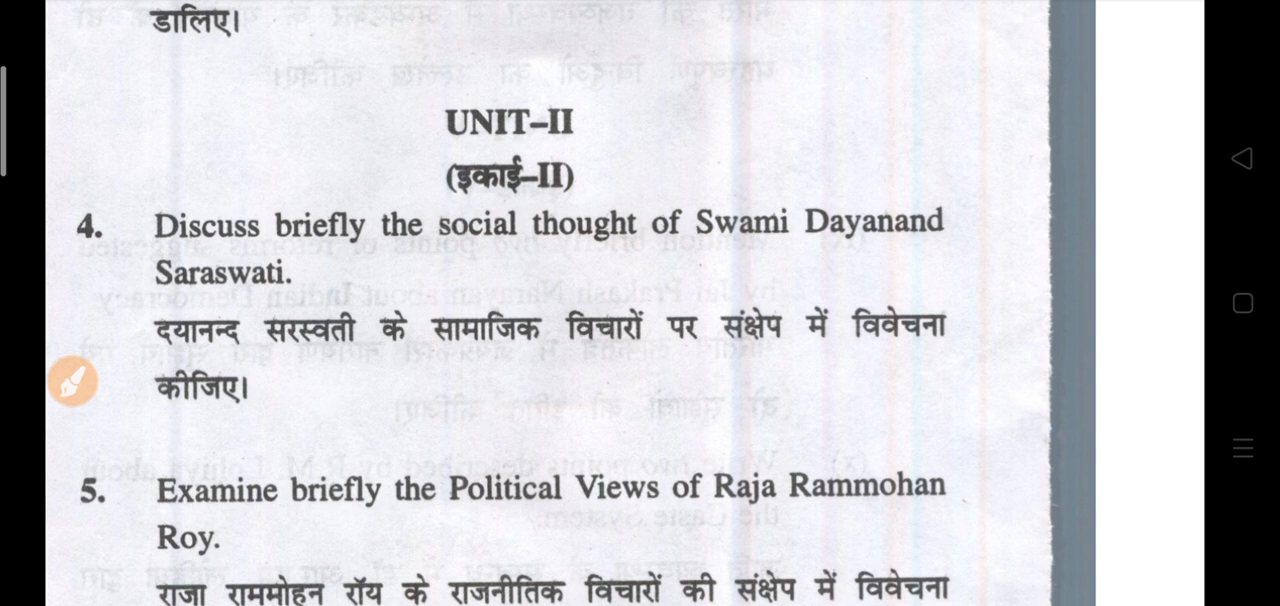 डालिए।
UNIT–II
(इकाई–II)
4. Discuss briefly the social thought of Swami Dayanand
Saraswati.
दयानन्द सरस्वती के सामाजिक विचारों पर संक्षेप में विवेचना
कीजिए।
5. Examine briefly the Political Views of Raja Rammohan
Roy.
राजा राममोहन रॉय के राजनीतिक विचारों की संक्षेप में विवेचना